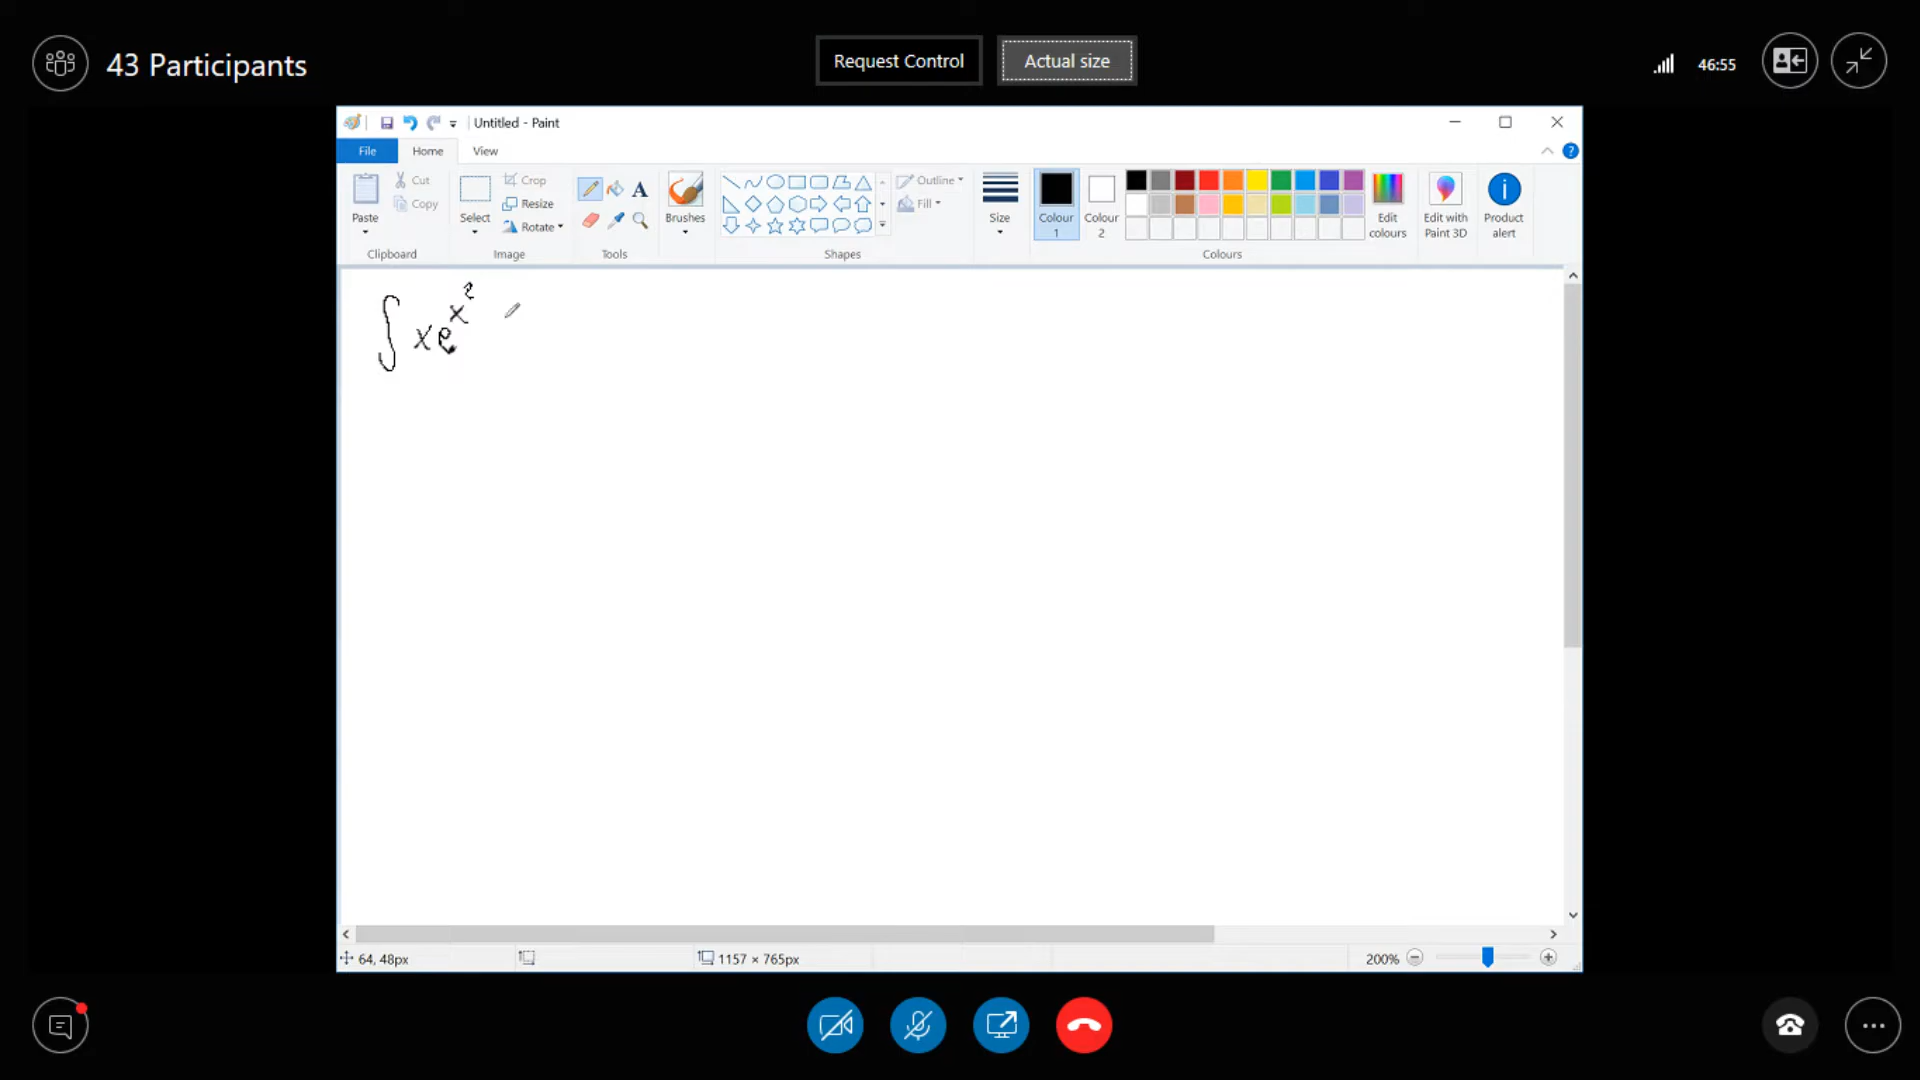 43 Participants
Request Control
Actual size
46:55
Untitled - Paint
File Home View
Paste
Cut
Copy
Clipboard
Select
Crop
Resize
Rotate
Image
A
Tools
Brushes
Shapes
Outline
Fill
Size
Colour 1
Colour 2
Colours
Edit colours
Edit with Paint 3D
Product alert
∫ x e^x^2
64, 48px
1157 × 765px
200%